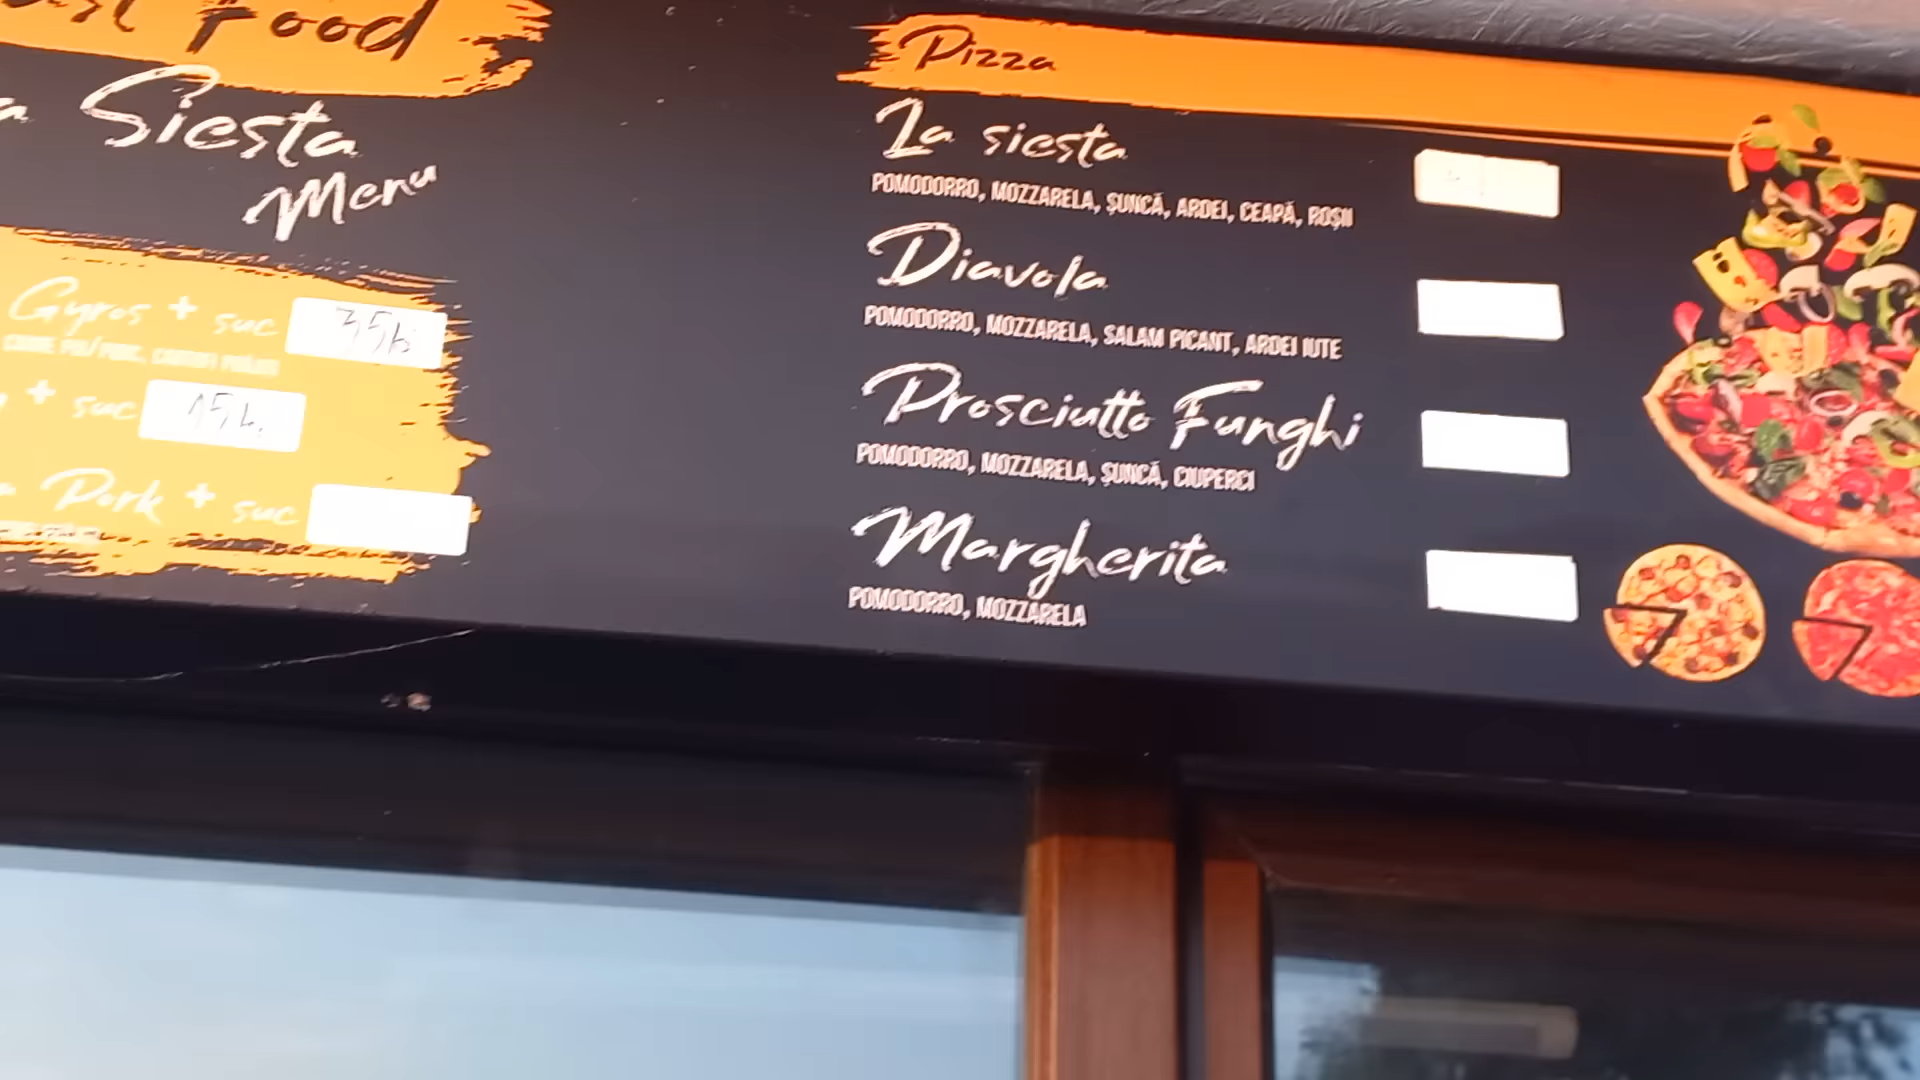 Food
Siesta
Menu
Gyros + suc
35
+ suc
15
Pork + suc
Pizza
La siesta
POMODORRO, MOZZARELA, ȘUNCĂ, ARDEI, CEAPĂ, ROȘII
Diavola
POMODORRO, MOZZARELA, SALAM PICANT, ARDEI IUTE
Prosciutto Funghi
POMODORRO, MOZZARELA, ȘUNCĂ, CIUPERCI
Margherita
POMODORRO, MOZZARELA